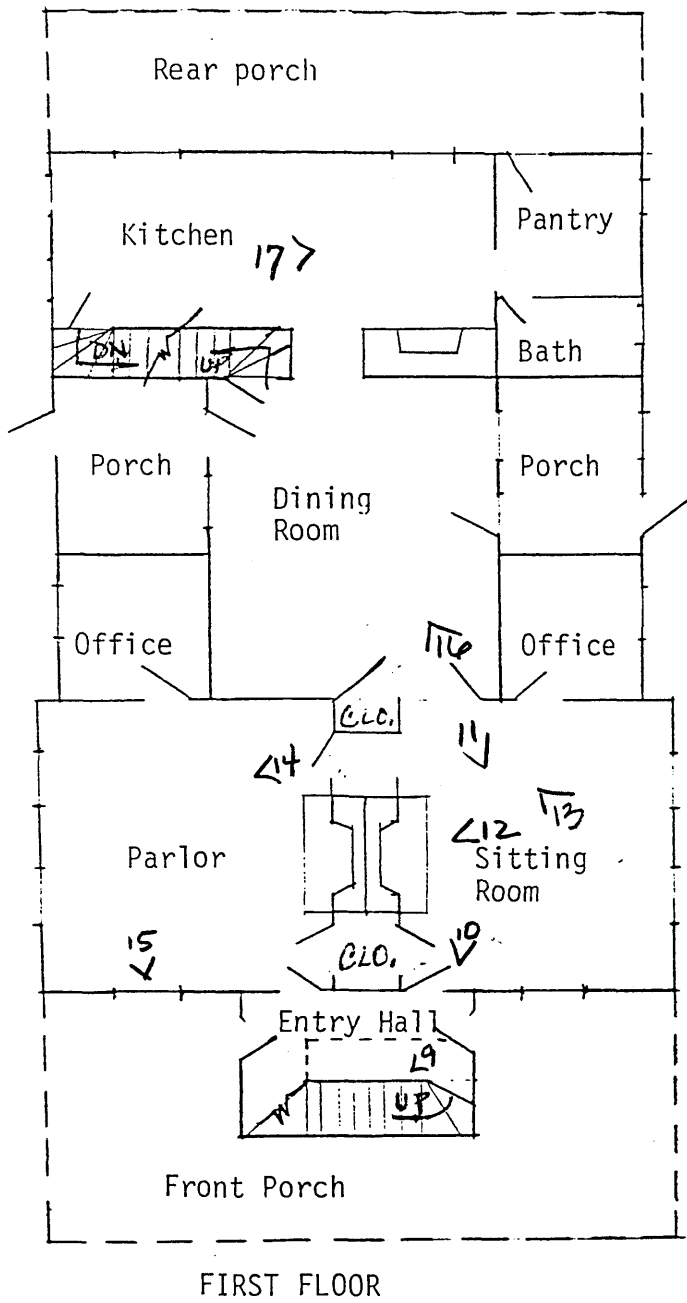 Rear porch
Pantry
Kitchen
17
DN
UP
Bath
Porch
Porch
Dining
Room
Office
16
Office
CLO.
11
14
13
12
Parlor
Sitting
Room
15
CLO.
10
Entry Hall
9
UP
Front Porch
FIRST FLOOR